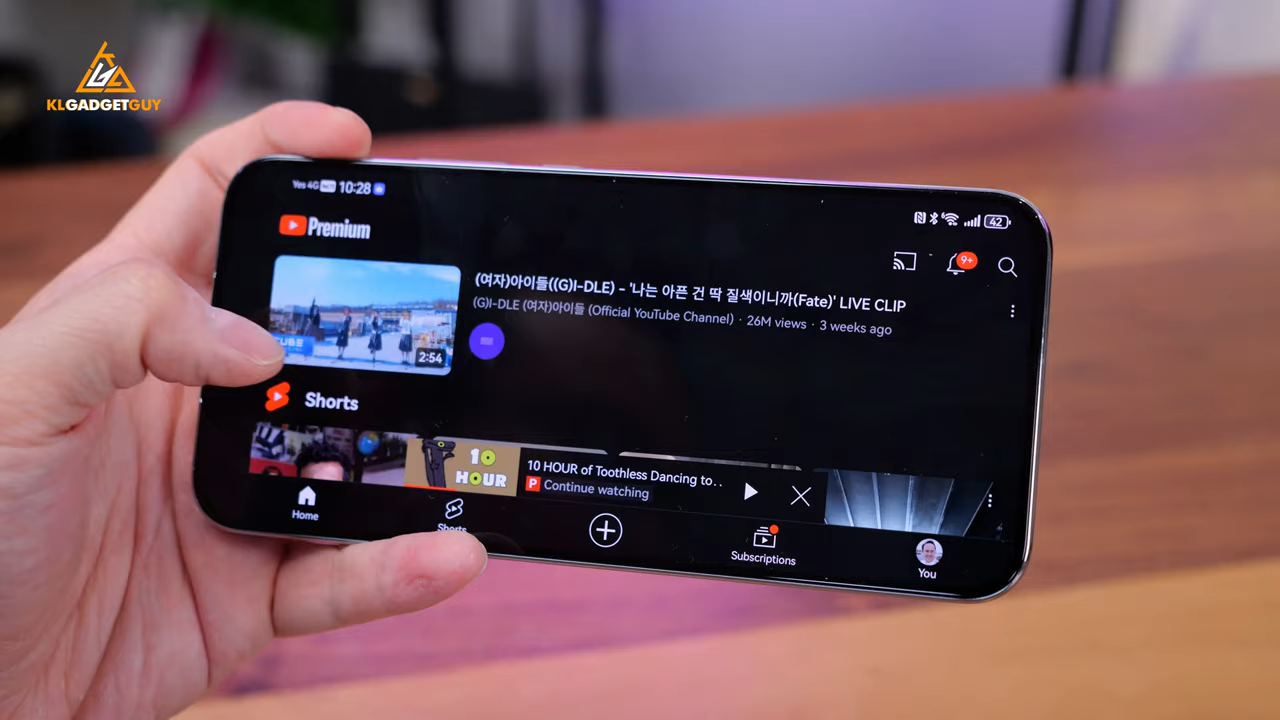 KLGADGETGUY
Yes 4G 10:28
42
Premium
9+
(여자)아이들((G)I-DLE) - '나는 아픈 건 딱 질색이니까(Fate)' LIVE CLIP
(G)I-DLE (여자)아이들 (Official YouTube Channel) · 26M views · 3 weeks ago
CUBE
2:54
Shorts
10
HOUR
10 HOUR of Toothless Dancing to..
P Continue watching
Home
Shorts
Subscriptions
You